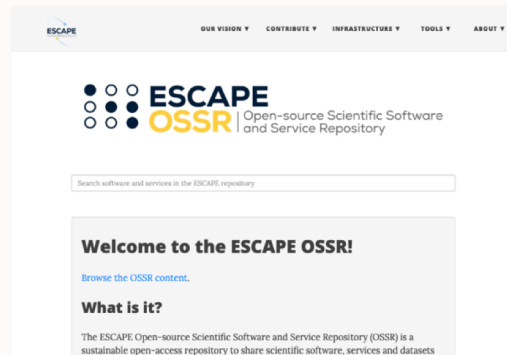 ESCAPE
OUR VISION ▼ CONTRIBUTE ▼ INFRASTRUCTURE ▼ TOOLS ▼ ABOUT ▼
ESCAPE
OSSR | Open-source Scientific Software
and Service Repository
Search software and services in the ESCAPE repository
Welcome to the ESCAPE OSSR!
Browse the OSSR content.
What is it?
The ESCAPE Open-source Scientific Software and Service Repository (OSSR) is a
sustainable open-access repository to share scientific software, services and datasets